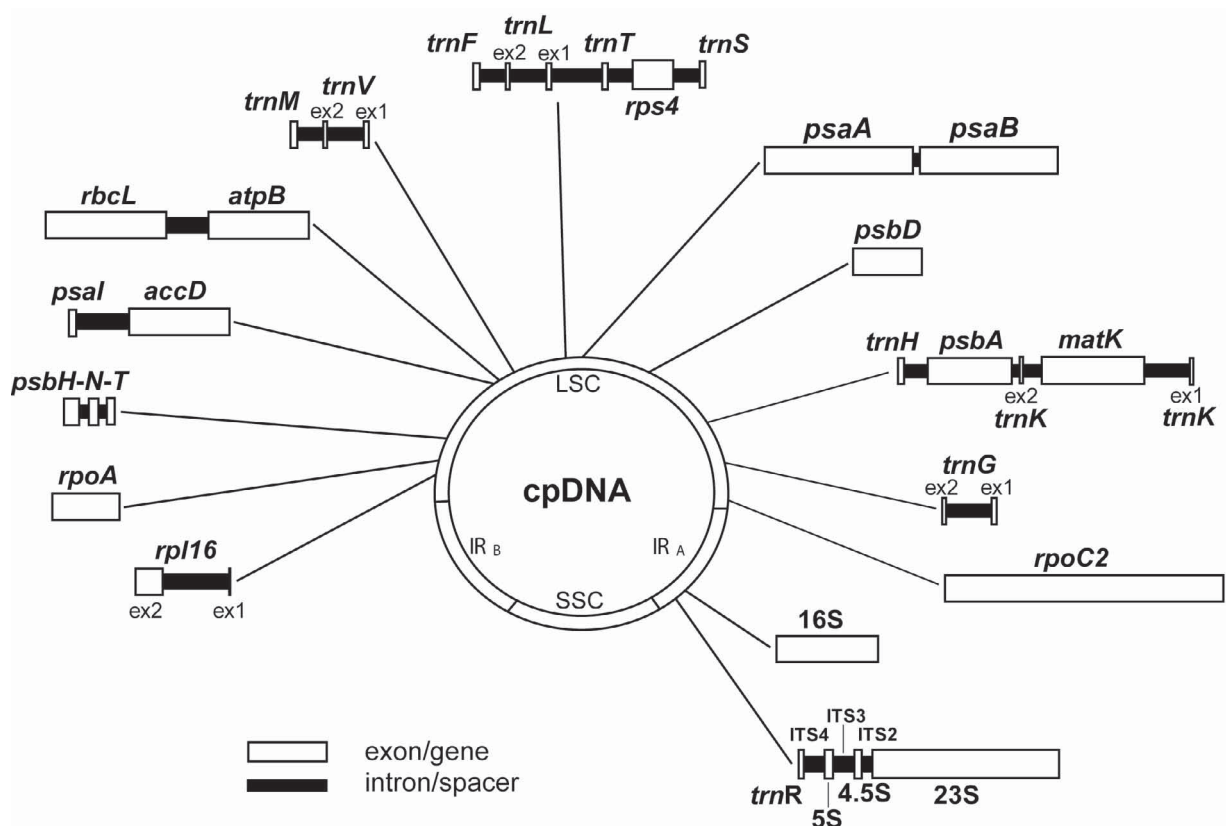 trnL
trnF ex2 ex1 trnT trnS
rps4
trnV
trnM ex2 ex1
psaA psaB
rbcL atpB
psbD
psaI accD
trnH psbA matK
ex2 ex1
trnK trnK
psbH-N-T
LSC
rpoA
cpDNA
trnG
ex2 ex1
rpl16
ex2 ex1
IR B IR A
rpoC2
SSC
16S
ITS3
ITS4 ITS2
trnR 4.5S 23S
5S
exon/gene
intron/spacer